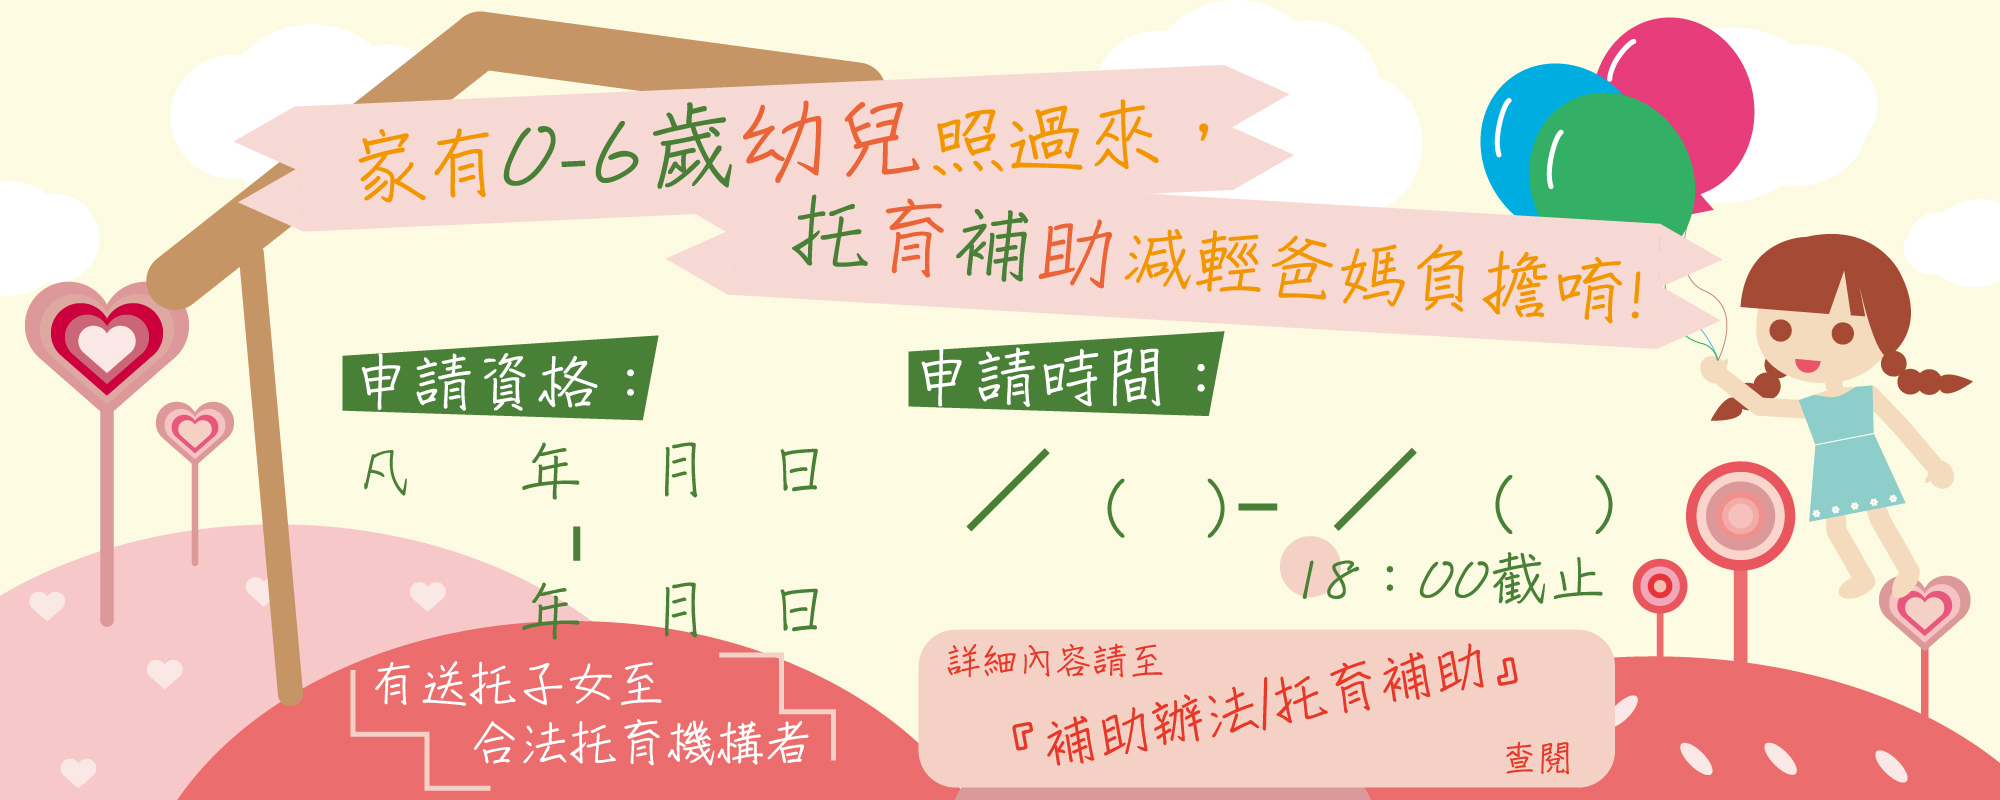 家有0-6歲幼兒照過來，
托育補助減輕爸媽負擔唷!
申請資格：
凡 年 月 日
-
年 月 日
有送托子女至
合法托育機構者
申請時間：
／ ( )-／ ( )
18：00截止
詳細內容請至
『補助辦法/托育補助』
查閱